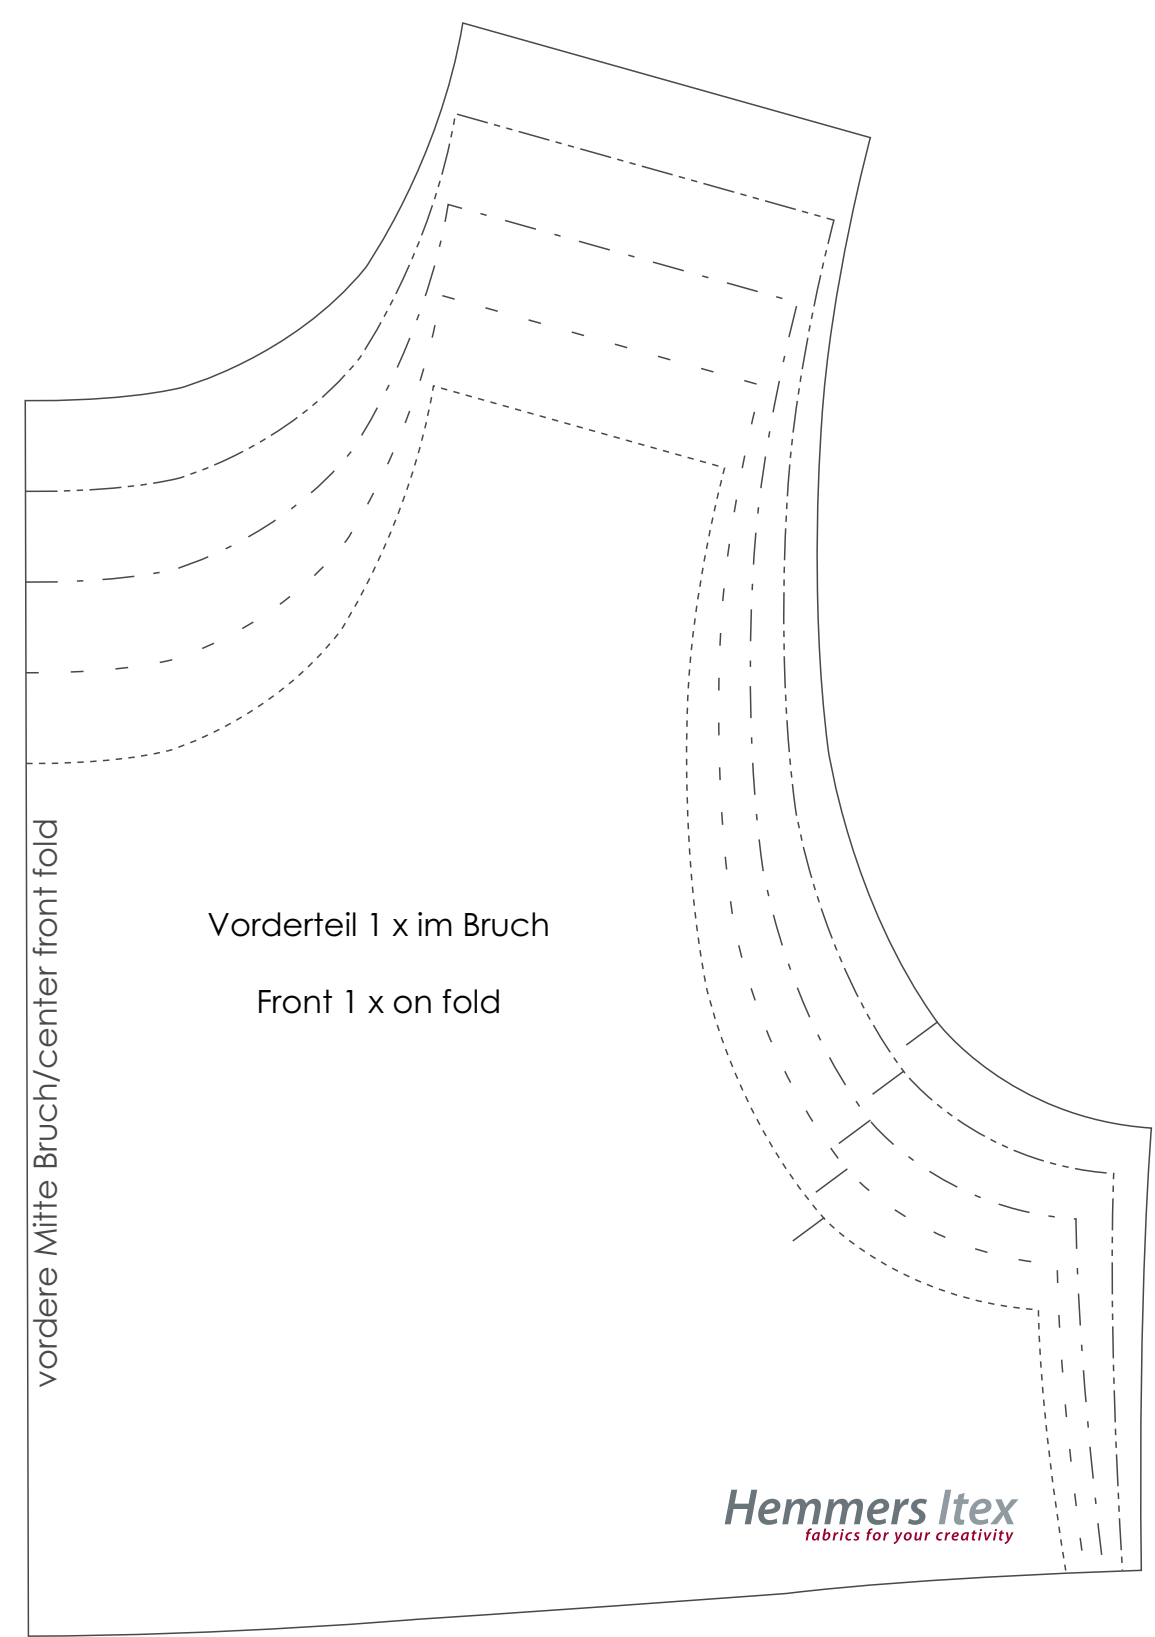 vordere Mitte Bruch/center front fold
Vorderteil 1 x im Bruch
Front 1 x on fold
Hemmers Itex
fabrics for your creativity